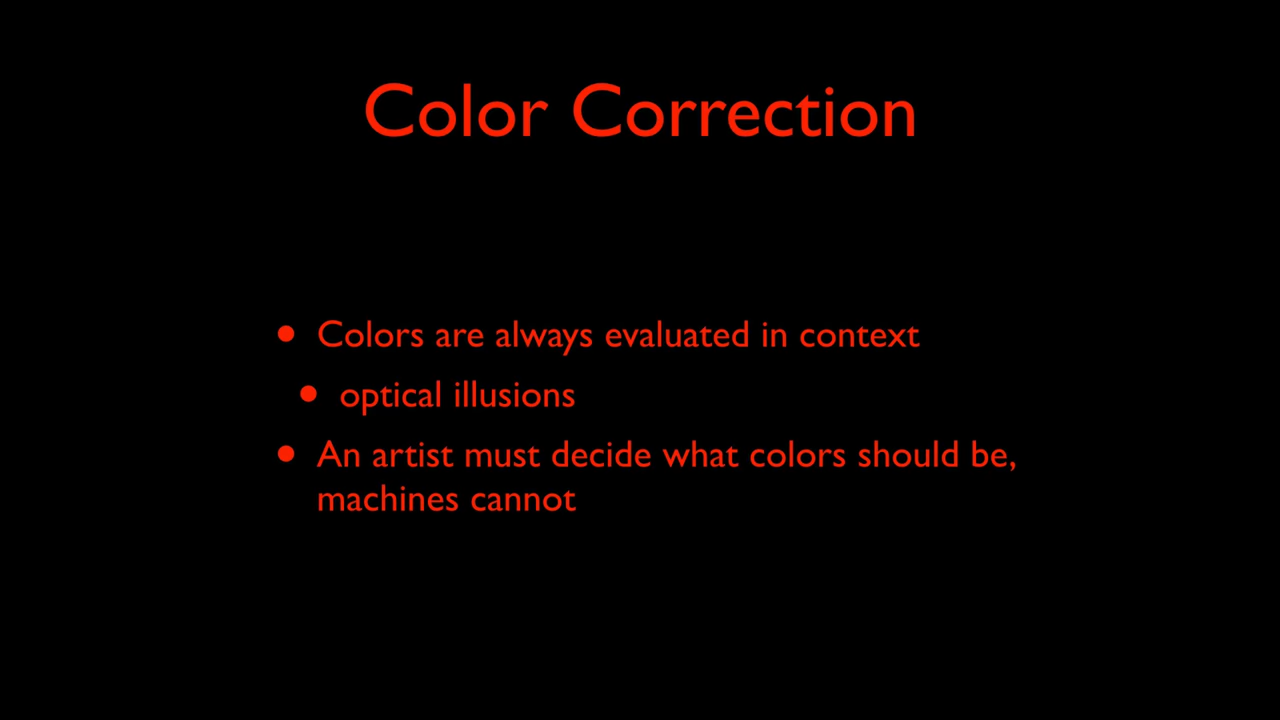 Color Correction
• Colors are always evaluated in context
• optical illusions
• An artist must decide what colors should be,
machines cannot